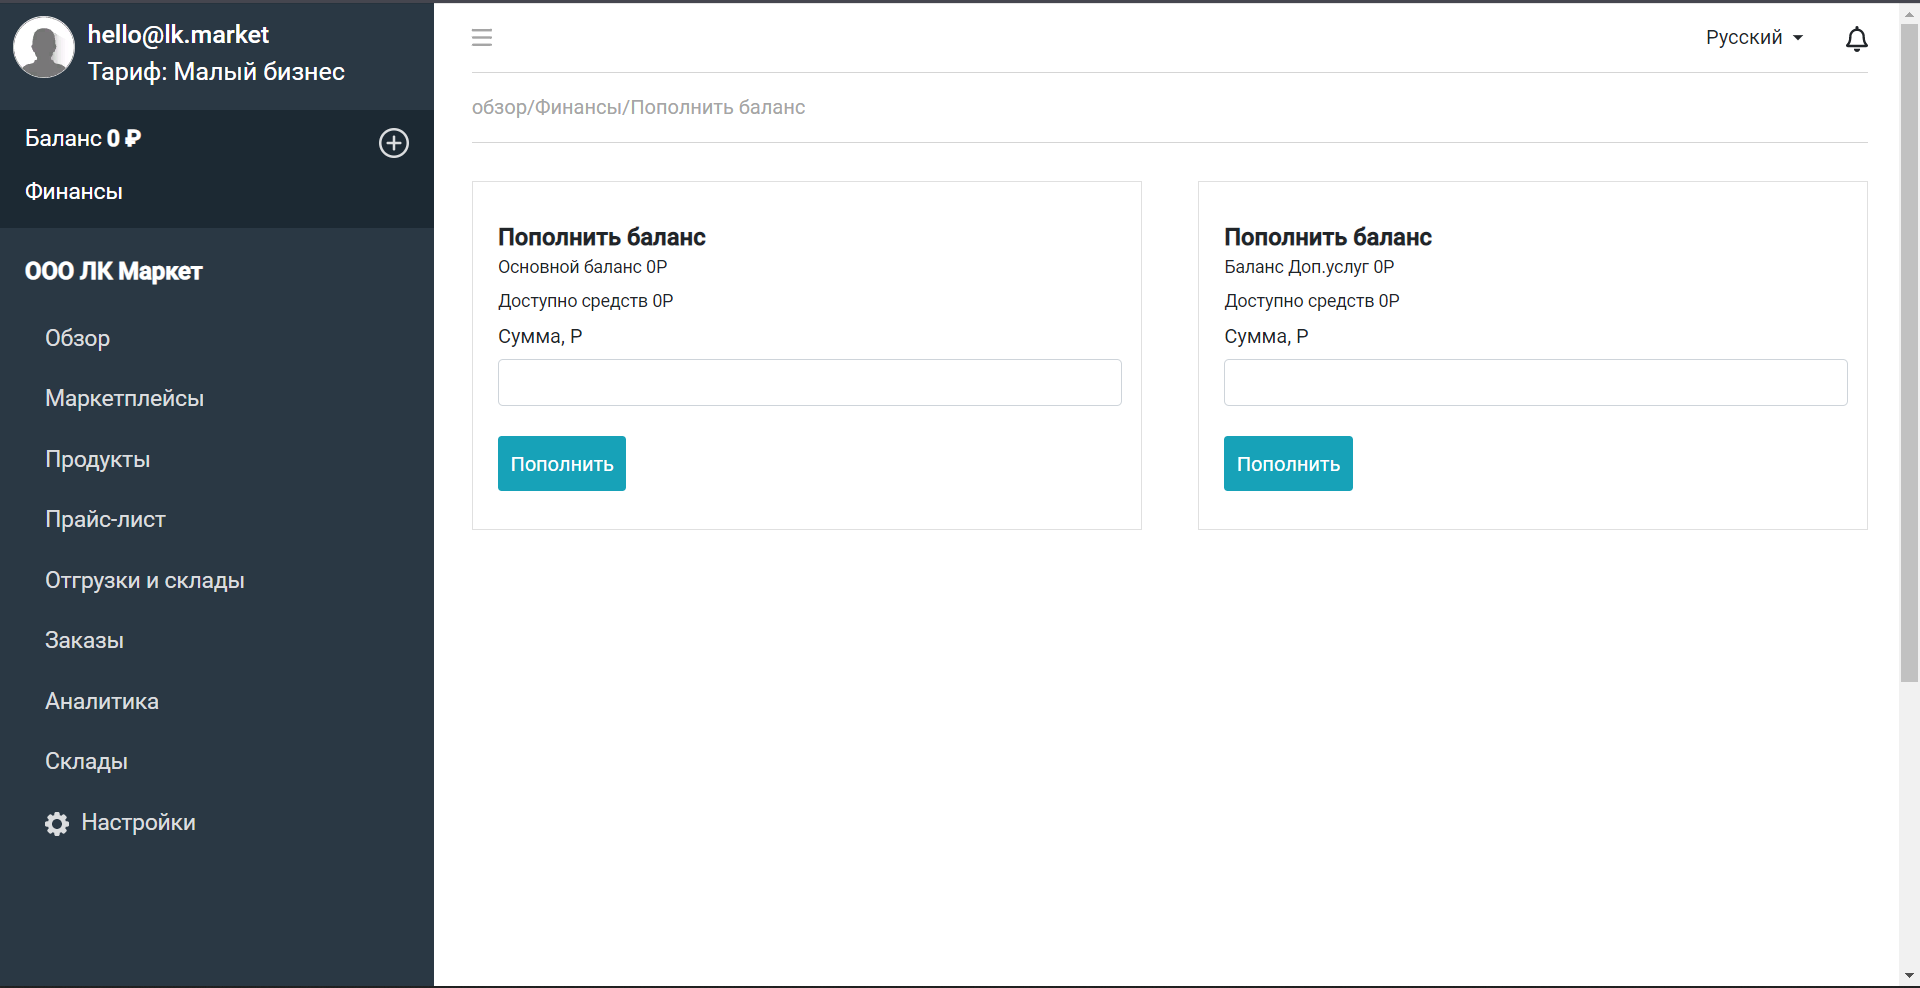 hello@lk.market
Тариф: Малый бизнес
Баланс 0 ₽
Финансы
ООО ЛК Маркет
Обзор
Маркетплейсы
Продукты
Прайс-лист
Отгрузки и склады
Заказы
Аналитика
Склады
Настройки
Русский
обзор/Финансы/Пополнить баланс
Пополнить баланс
Основной баланс 0Р
Доступно средств 0Р
Сумма, Р
Пополнить
Пополнить баланс
Баланс Доп.услуг 0Р
Доступно средств 0Р
Сумма, Р
Пополнить